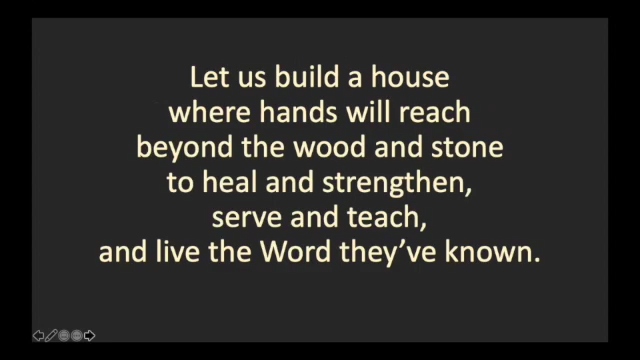 Let us build a house
where hands will reach
beyond the wood and stone
to heal and strengthen,
serve and teach,
and live the Word they’ve known.